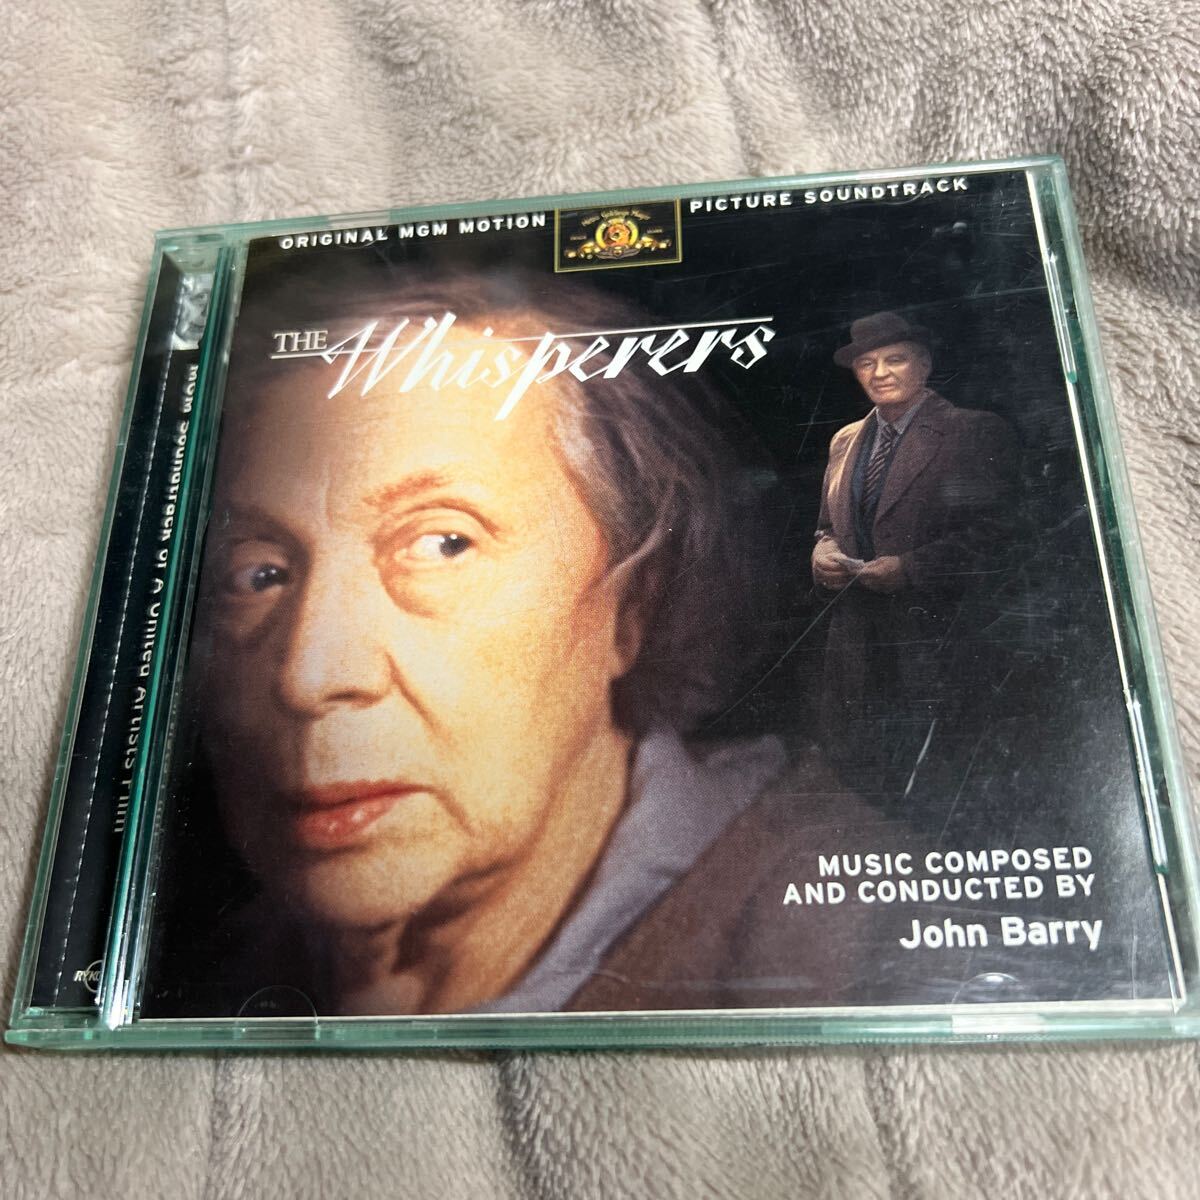 ORIGINAL MGM MOTION PICTURE SOUNDTRACK
THE Whisperers
MUSIC COMPOSED
AND CONDUCTED BY
John Barry
MGM Soundtrack of A United Artists Film